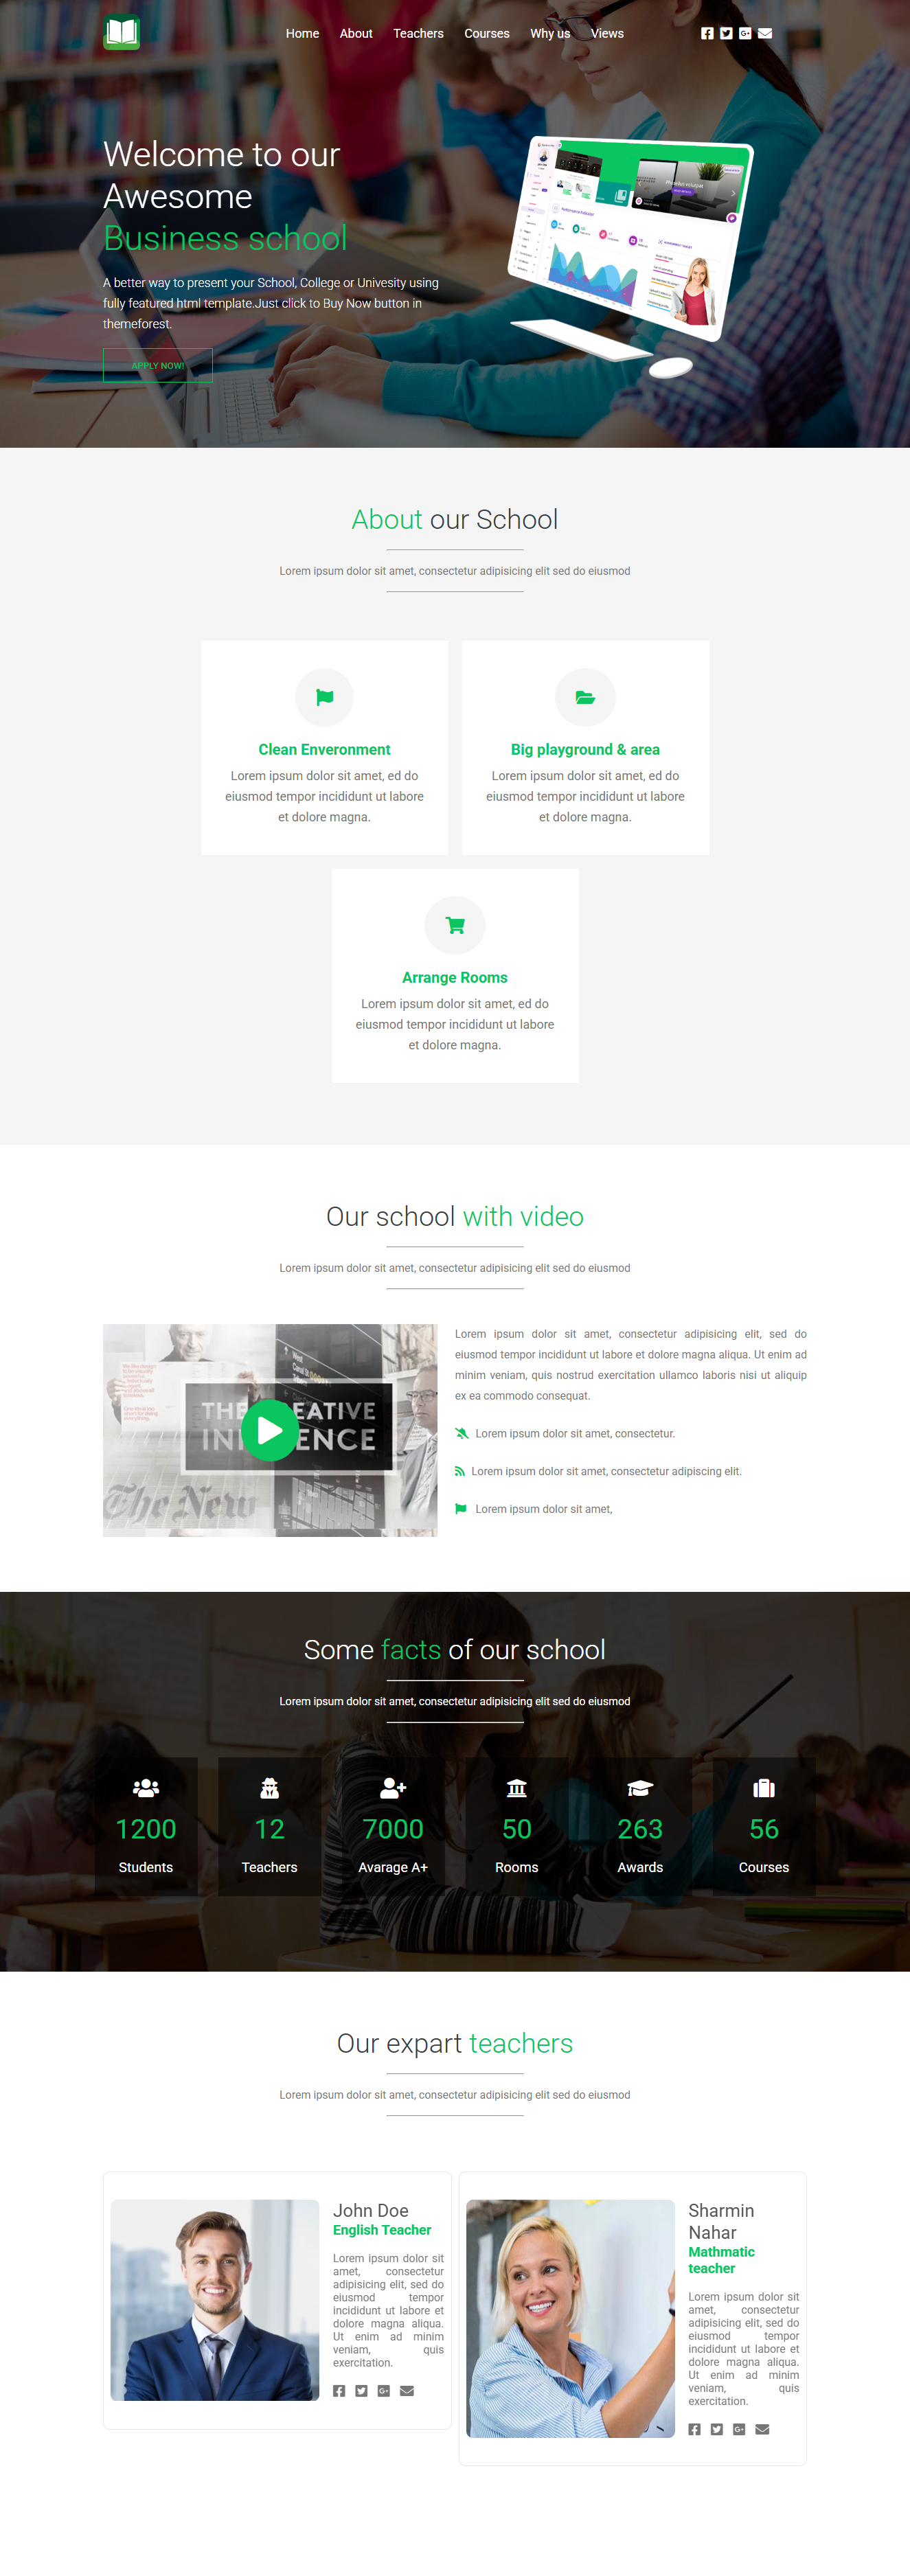 Home About Teachers Courses Why us Views
Welcome to our
Awesome
Business school
A better way to present your School, College or Univesity using
fully featured html template.Just click to Buy Now button in
themeforest.
APPLY NOW!
About our School
Lorem ipsum dolor sit amet, consectetur adipisicing elit sed do eiusmod
Clean Enveronment
Lorem ipsum dolor sit amet, ed do
eiusmod tempor incididunt ut labore
et dolore magna.
Big playground & area
Lorem ipsum dolor sit amet, ed do
eiusmod tempor incididunt ut labore
et dolore magna.
Arrange Rooms
Lorem ipsum dolor sit amet, ed do
eiusmod tempor incididunt ut labore
et dolore magna.
Our school with video
Lorem ipsum dolor sit amet, consectetur adipisicing elit sed do eiusmod
The New
Lorem ipsum dolor sit amet, consectetur adipisicing elit, sed do
eiusmod tempor incididunt ut labore et dolore magna aliqua. Ut enim ad
minim veniam, quis nostrud exercitation ullamco laboris nisi ut aliquip
ex ea commodo consequat.
Lorem ipsum dolor sit amet, consectetur.
Lorem ipsum dolor sit amet, consectetur adipiscing elit.
Lorem ipsum dolor sit amet,
Some facts of our school
Lorem ipsum dolor sit amet, consectetur adipisicing elit sed do eiusmod
1200
Students
12
Teachers
7000
Avarage A+
50
Rooms
263
Awards
56
Courses
Our expart teachers
Lorem ipsum dolor sit amet, consectetur adipisicing elit sed do eiusmod
John Doe
English Teacher
Lorem ipsum dolor sit
amet, consectetur
adipisicing elit, sed do
eiusmod tempor
incididunt ut labore et
dolore magna aliqua.
Ut enim ad minim
veniam, quis
exercitation.
Sharmin
Nahar
Mathmatic
teacher
Lorem ipsum dolor sit
amet, consectetur
adipisicing elit, sed do
eiusmod tempor
incididunt ut labore et
dolore magna aliqua.
Ut enim ad minim
veniam, quis
exercitation.